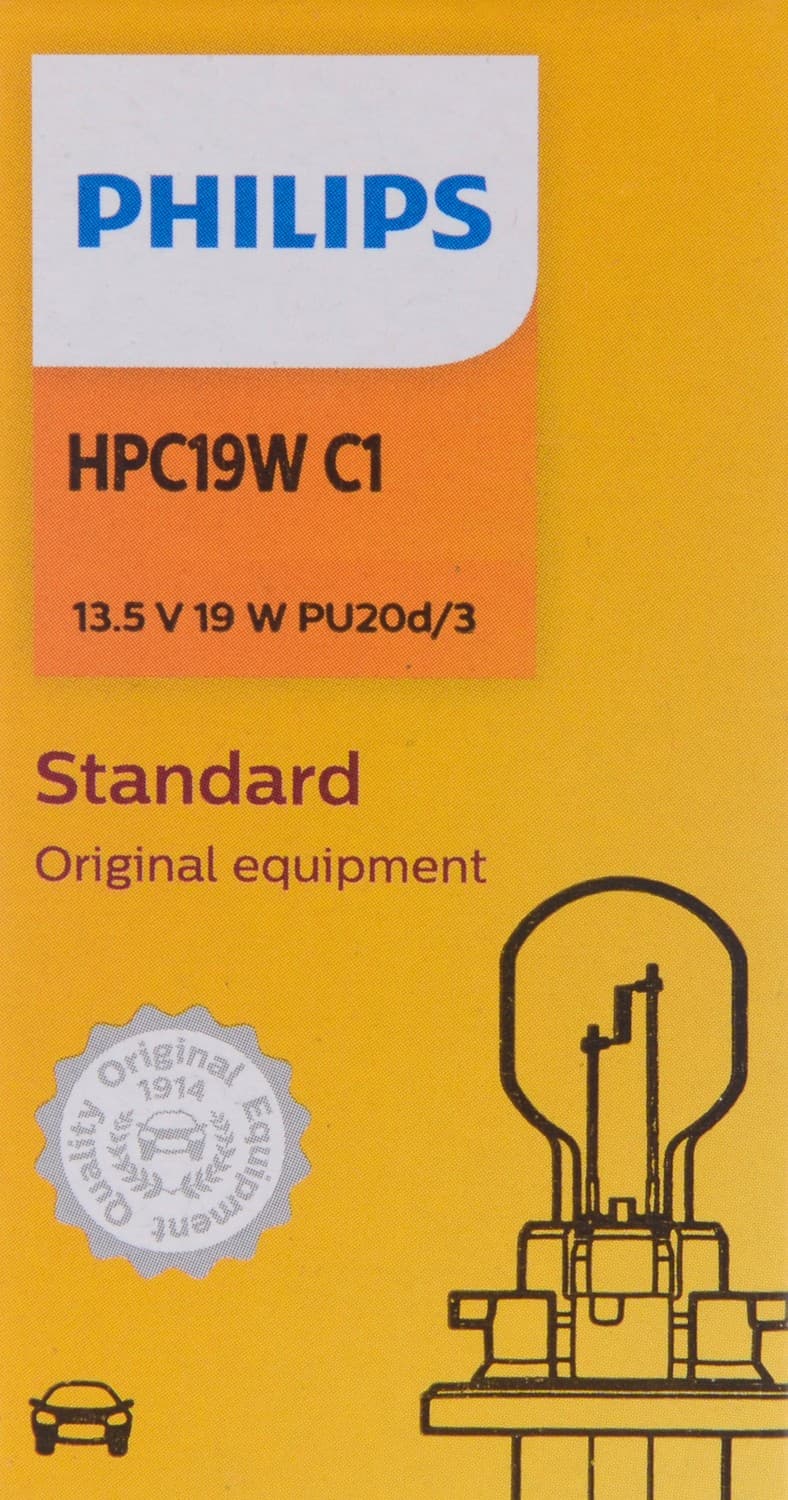 PHILIPS
HPC19W C1
13.5 V 19 W PU20d/3
Standard
Original equipment
Quality Original Equipment
1914